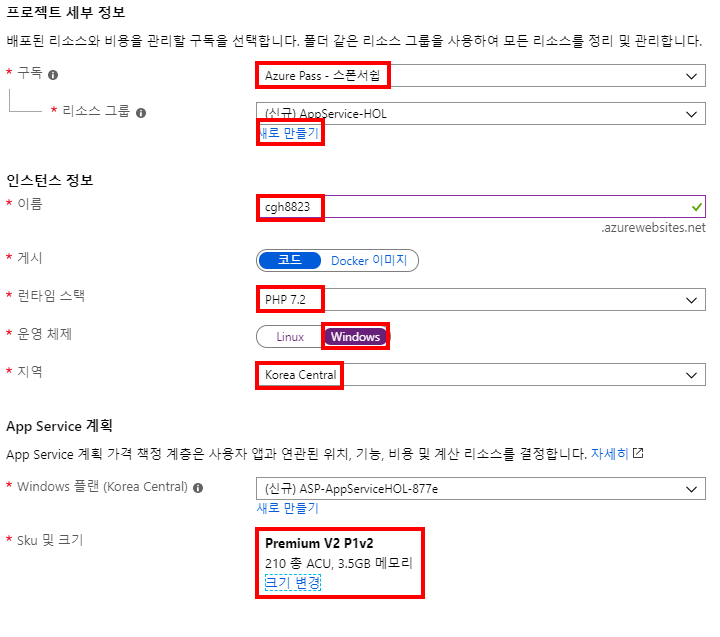 프로젝트 세부 정보
배포된 리소스와 비용을 관리할 구독을 선택합니다. 폴더 같은 리소스 그룹을 사용하여 모든 리소스를 정리 및 관리합니다.
* 구독
Azure Pass - 스폰서쉽
* 리소스 그룹
(신규) AppService-HOL
새로 만들기
인스턴스 정보
* 이름
cgh8823
.azurewebsites.net
* 게시
코드 Docker 이미지
* 런타임 스택
PHP 7.2
* 운영 체제
Linux Windows
* 지역
Korea Central
App Service 계획
App Service 계획 가격 책정 계층은 사용자 앱과 연관된 위치, 기능, 비용 및 계산 리소스를 결정합니다. 자세히
* Windows 플랜 (Korea Central)
(신규) ASP-AppServiceHOL-877e
새로 만들기
* Sku 및 크기
Premium V2 P1v2
210 총 ACU, 3.5GB 메모리
크기 변경